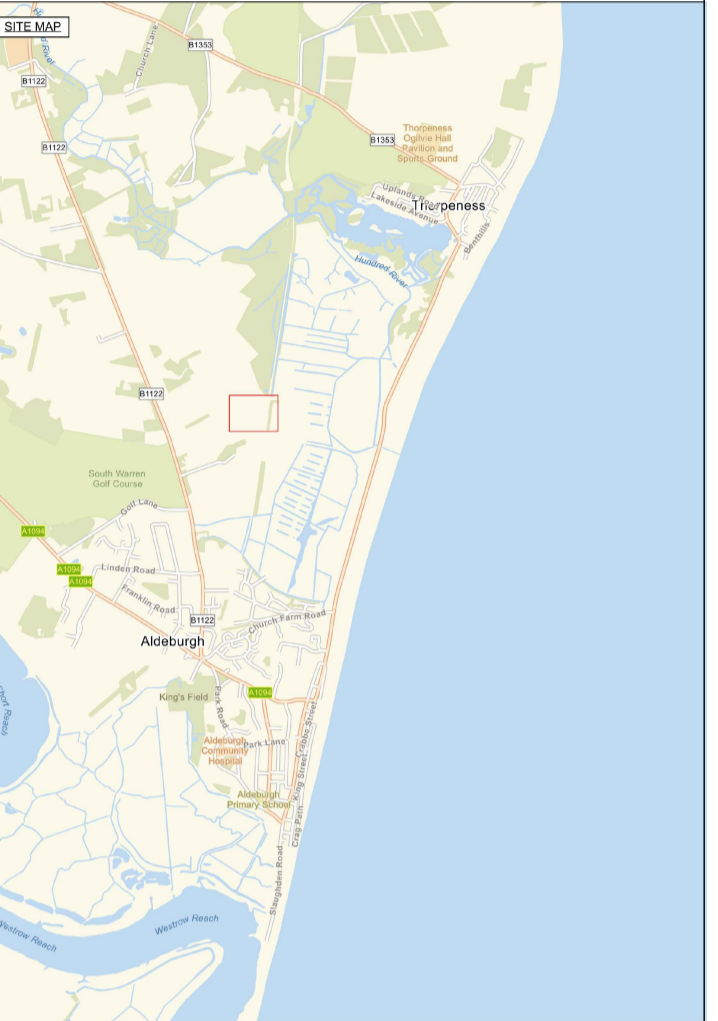 SITE MAP
B1353
Church Lane
B1122
B1122
B1353
Thorpeness
Ogilvie Hall
Pavilion and
Sports Ground
Uplands Road
Lakeside Avenue
Thorpeness
Benthills
Hundred River
B1122
South Warren
Golf Course
Golf Lane
A1094
A1094
A1094
Linden Road
Franklin Road
B1122
Church Farm Road
Aldeburgh
King's Field
A1094
Park Road
Crabbe Street
Aldeburgh
Community
Hospital
Park Lane
King Street
Aldeburgh
Primary School
Crag Path
Slaughden Road
Westrow Reach
Westrow Reach